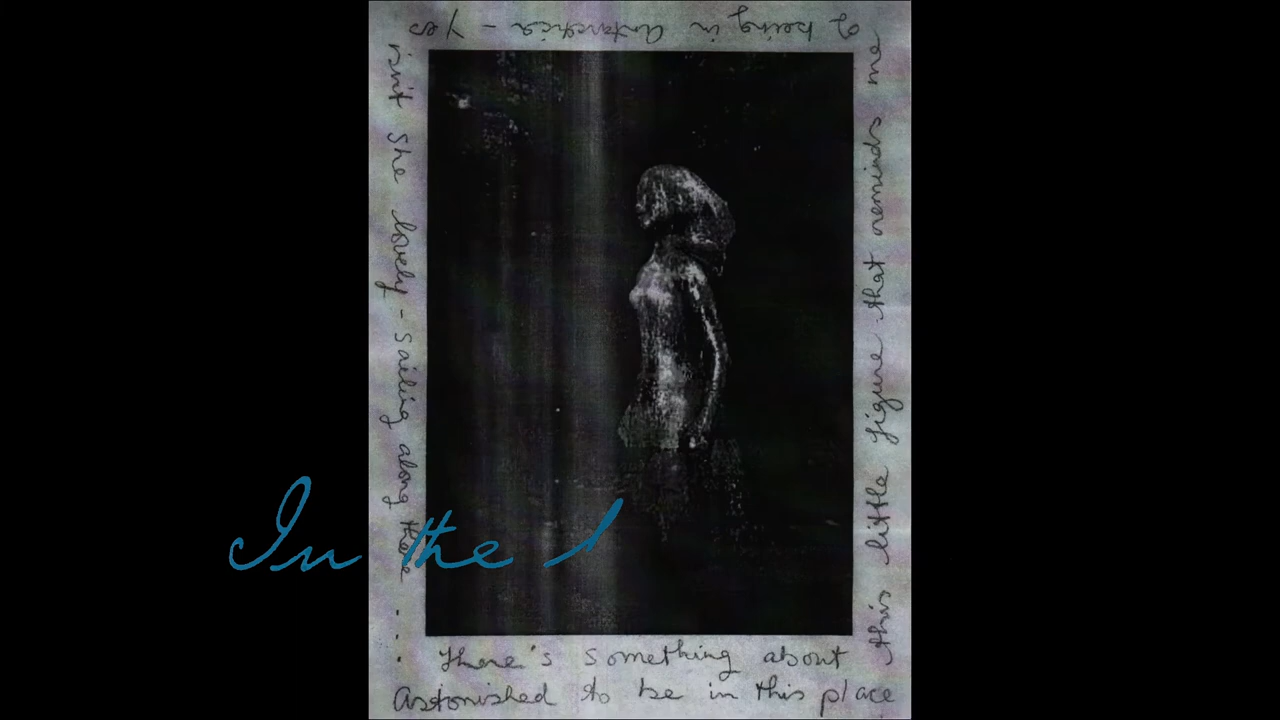 There's something about
this little figure that reminds me
of being in Antarctica - Yes
isn't she lovely - sailing along there ...
Astonished to be in this place
In the